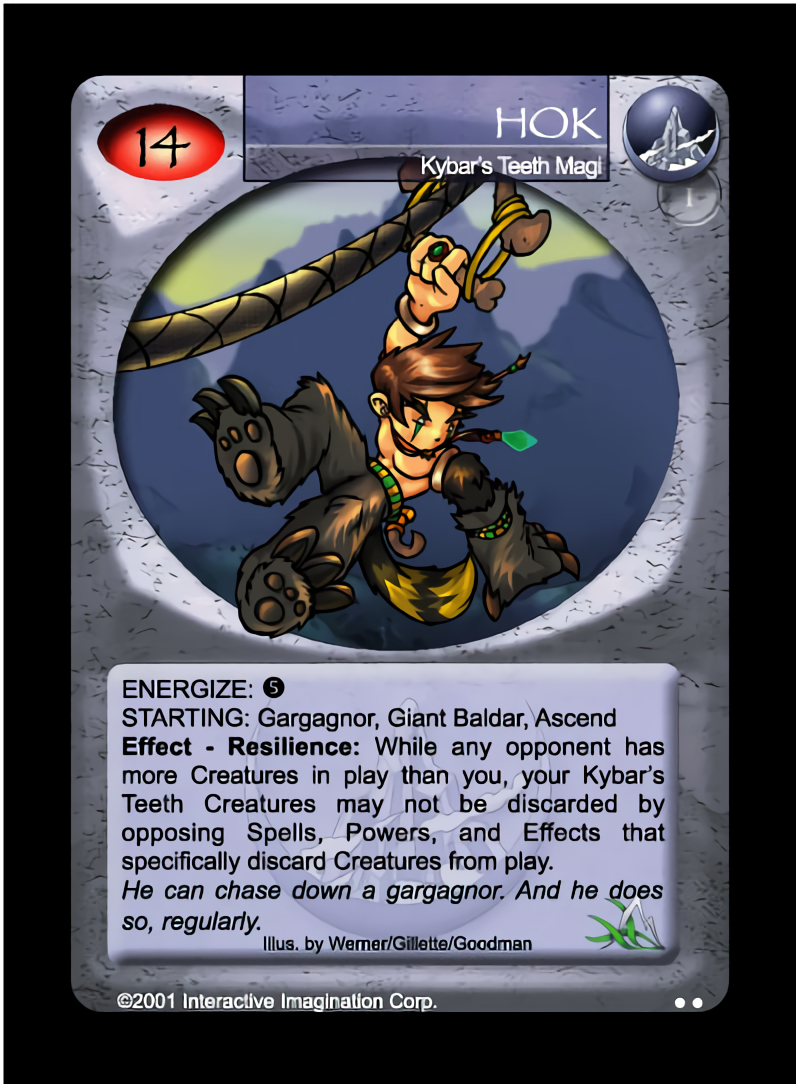 14
HOK
Kybar's Teeth Magi
I
ENERGIZE: 5
STARTING: Gargagnor, Giant Baldar, Ascend
Effect - Resilience: While any opponent has
more Creatures in play than you, your Kybar's
Teeth Creatures may not be discarded by
opposing Spells, Powers, and Effects that
specifically discard Creatures from play.
He can chase down a gargagnor. And he does
so, regularly.
Illus. by Werner/Gillette/Goodman
©2001 Interactive Imagination Corp.